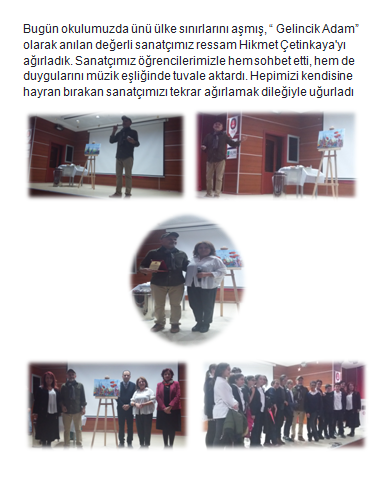 Bugün okulumuzda ünü ülke sınırlarını aşmış, “ Gelincik Adam”
olarak anılan değerli sanatçımız ressam Hikmet Çetinkaya'yı
ağırladık. Sanatçımız öğrencilerimizle hem sohbet etti, hem de
duygularını müzik eşliğinde tuvale aktardı. Hepimizi kendisine
hayran bırakan sanatçımızı tekrar ağırlamak dileğiyle uğurladı